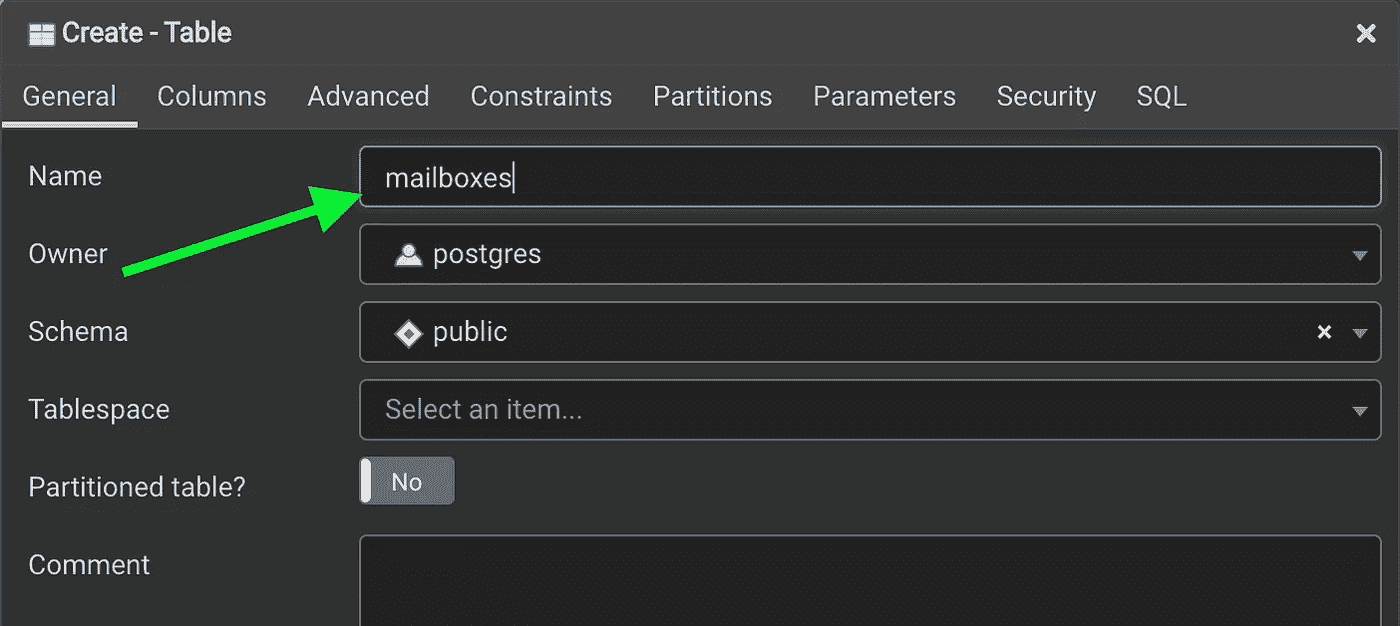 Create - Table
General Columns Advanced Constraints Partitions Parameters Security SQL
Name mailboxes
Owner postgres
Schema public
Tablespace Select an item...
Partitioned table? No
Comment